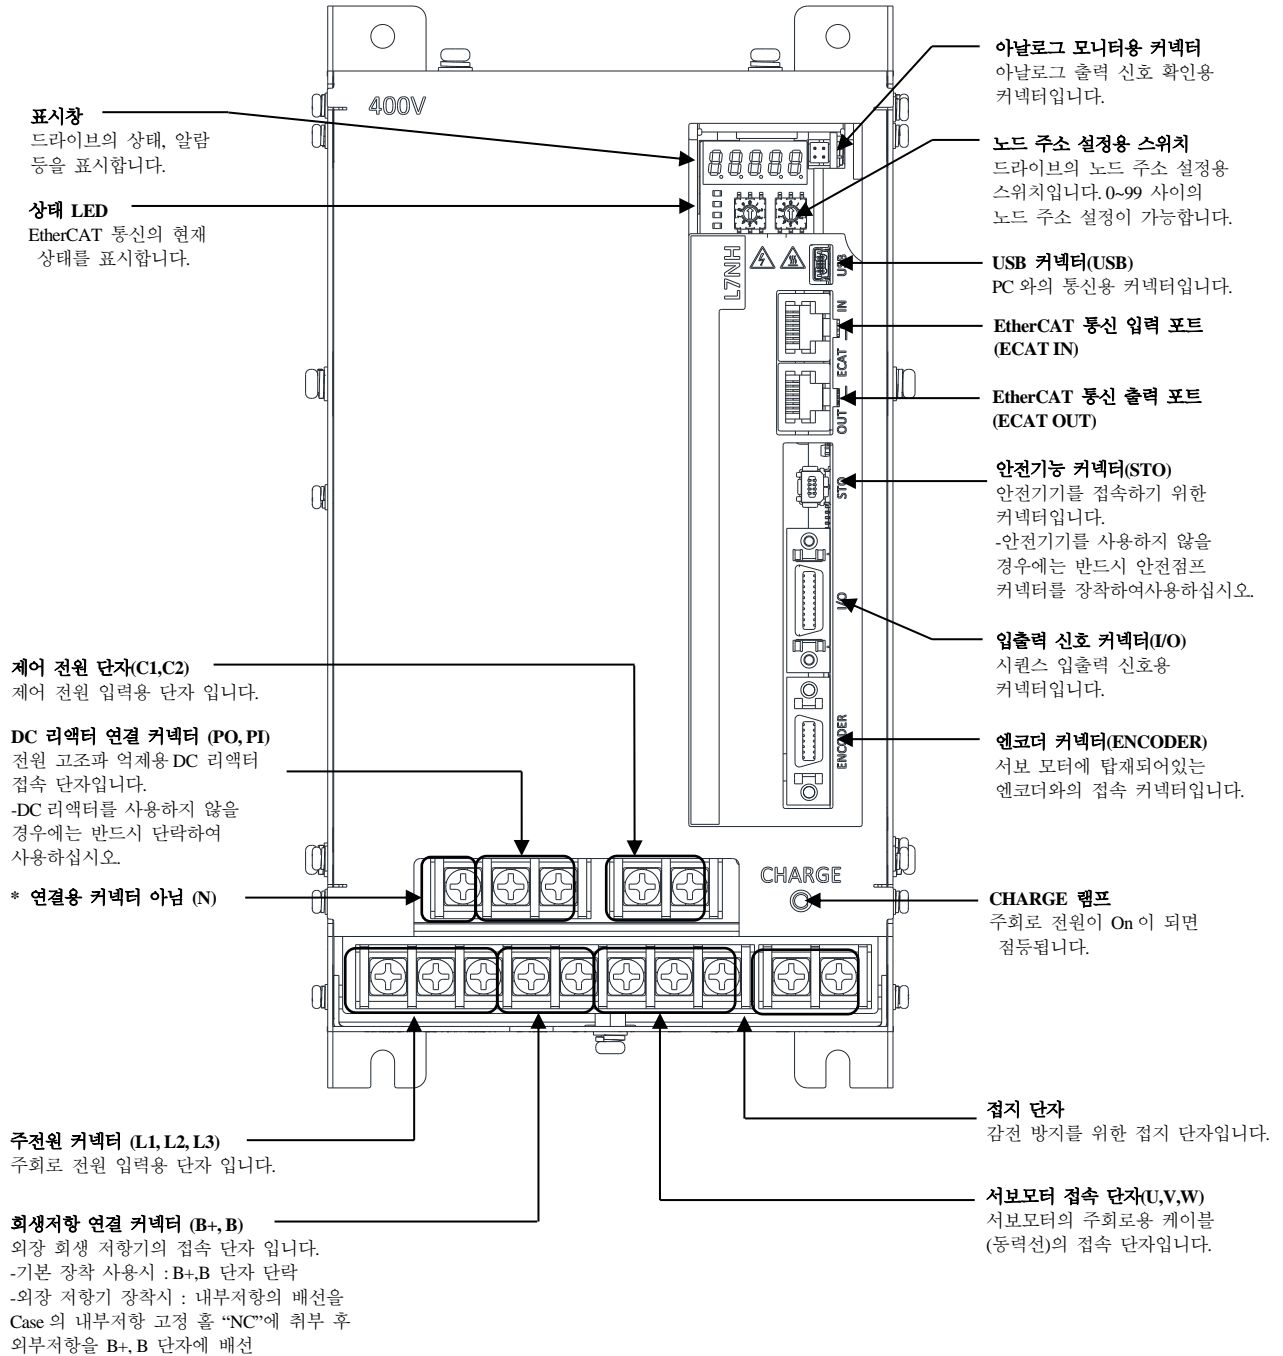 표시창
드라이브의 상태, 알람
등을 표시합니다.
상태 LED
EtherCAT 통신의 현재
상태를 표시합니다.
제어 전원 단자(C1,C2)
제어 전원 입력용 단자 입니다.
DC 리액터 연결 커넥터 (PO, PI)
전원 고조파 억제용 DC 리액터
접속 단자입니다.
-DC 리액터를 사용하지 않을
경우에는 반드시 단락하여
사용하십시오.
* 연결용 커넥터 아님 (N)
주전원 커넥터 (L1, L2, L3)
주회로 전원 입력용 단자 입니다.
회생저항 연결 커넥터 (B+, B)
외장 회생 저항기의 접속 단자 입니다.
-기본 장착 사용시 : B+,B 단자 단락
-외장 저항기 장착시 : 내부저항의 배선을
Case 의 내부저항 고정 홀 “NC”에 취부 후
외부저항을 B+, B 단자에 배선
400V
L7NH
USB
IN
ECAT
OUT
STO
I/O
ENCODER
CHARGE
아날로그 모니터용 커넥터
아날로그 출력 신호 확인용
커넥터입니다.
노드 주소 설정용 스위치
드라이브의 노드 주소 설정용
스위치입니다. 0~99 사이의
노드 주소 설정이 가능합니다.
USB 커넥터(USB)
PC 와의 통신용 커넥터입니다.
EtherCAT 통신 입력 포트
(ECAT IN)
EtherCAT 통신 출력 포트
(ECAT OUT)
안전기능 커넥터(STO)
안전기기를 접속하기 위한
커넥터입니다.
-안전기기를 사용하지 않을
경우에는 반드시 안전점프
커넥터를 장착하여사용하십시오.
입출력 신호 커넥터(I/O)
시퀀스 입출력 신호용
커넥터입니다.
엔코더 커넥터(ENCODER)
서보 모터에 탑재되어있는
엔코더와의 접속 커넥터입니다.
CHARGE 램프
주회로 전원이 On 이 되면
점등됩니다.
접지 단자
감전 방지를 위한 접지 단자입니다.
서보모터 접속 단자(U,V,W)
서보모터의 주회로용 케이블
(동력선)의 접속 단자입니다.